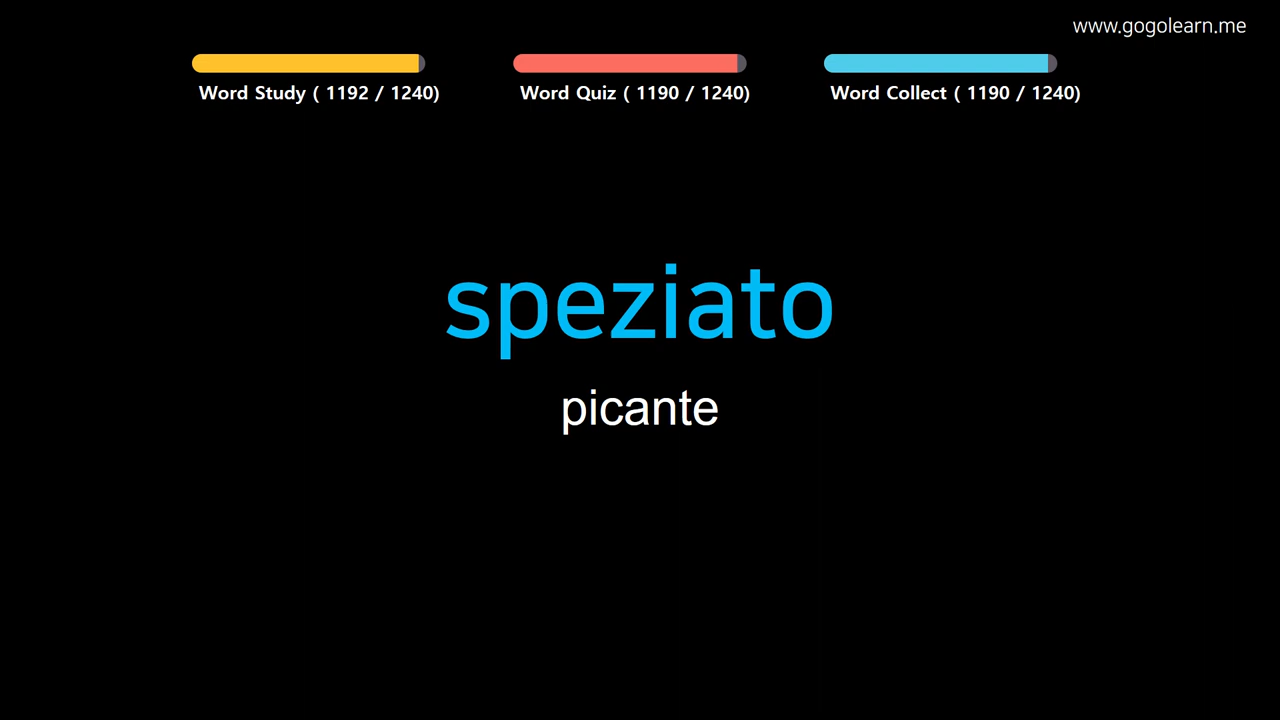 www.gogolearn.me
Word Study ( 1192 / 1240)
Word Quiz ( 1190 / 1240)
Word Collect ( 1190 / 1240)
speziato
picante